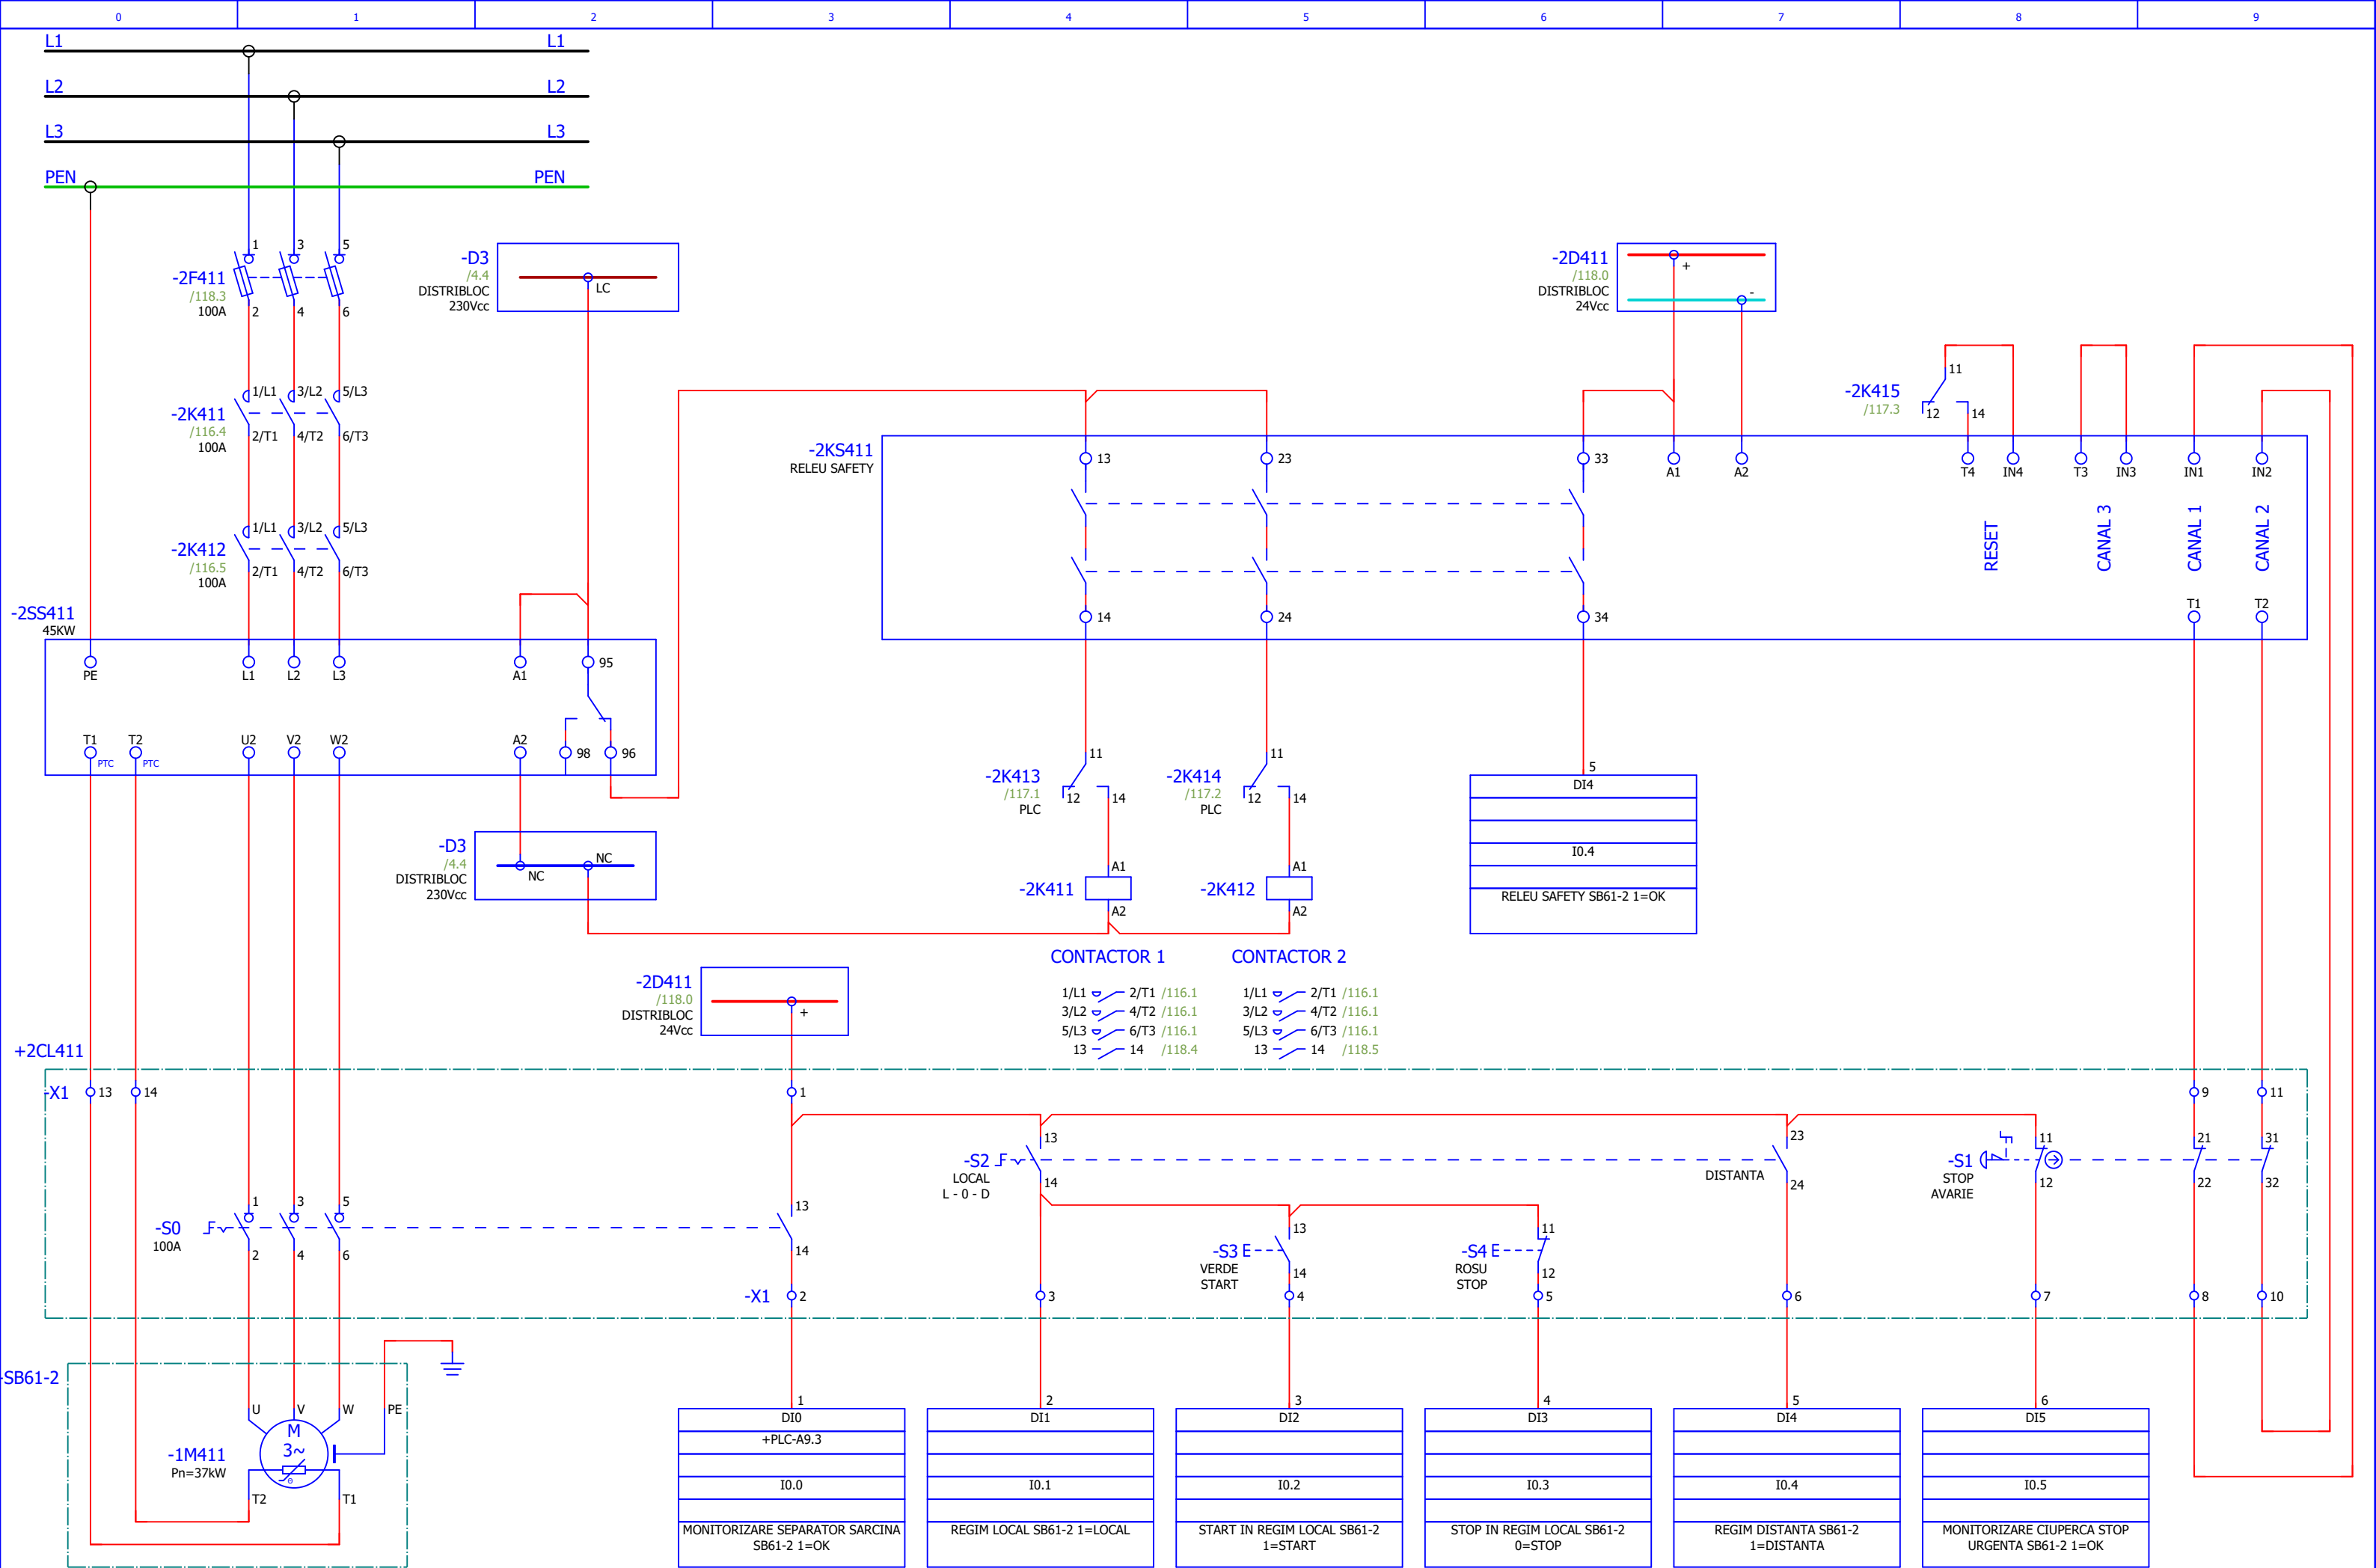 0 1 2 3 4 5 6 7 8 9
L1 L1
L2 L2
L3 L3
PEN PEN
-2F411
/118.3
100A
1 3 5
2 4 6
-D3
/4.4
DISTRIBLOC
230Vcc
LC
-2D411
/118.0
DISTRIBLOC
24Vcc
+
-
-2K411
/116.4
100A
1/L1 3/L2 5/L3
2/T1 4/T2 6/T3
-2K415
/117.3
11
12 14
-2K412
/116.5
100A
1/L1 3/L2 5/L3
2/T1 4/T2 6/T3
-2KS411
RELEU SAFETY
13 23 33 A1 A2 T4 IN4 T3 IN3 IN1 IN2
RESET
CANAL 3
CANAL 1
CANAL 2
14 24 34 T1 T2
-2SS411
45KW
PE L1 L2 L3 A1 95
T1 T2 U2 V2 W2 A2 98 96
PTC PTC
-2K413
/117.1
PLC
11
12 14
-2K414
/117.2
PLC
11
12 14
5
DI4
I0.4
RELEU SAFETY SB61-2 1=OK
-D3
/4.4
DISTRIBLOC
230Vcc
NC
NC
-2K411
A1
A2
-2K412
A1
A2
CONTACTOR 1
1/L1 2/T1 /116.1
3/L2 4/T2 /116.1
5/L3 6/T3 /116.1
13 14 /118.4
CONTACTOR 2
1/L1 2/T1 /116.1
3/L2 4/T2 /116.1
5/L3 6/T3 /116.1
13 14 /118.5
-2D411
/118.0
DISTRIBLOC
24Vcc
+
+2CL411
-X1 13 14 1 9 11
-S2
LOCAL
L - 0 - D
13
14
DISTANTA
23
24
-S1
STOP
AVARIE
11 21 31
12 22 32
-S0
100A
1 3 5 13
2 4 6 14
-S3 E
VERDE
START
13
14
-S4 E
ROSU
STOP
11
12
-X1 2 3 4 5 6 7 8 10
-SB61-2
U V W PE
M
3~
-1M411
Pn=37kW
ɵ
T2 T1
1
DI0
+PLC-A9.3
I0.0
MONITORIZARE SEPARATOR SARCINA
SB61-2 1=OK
2
DI1
I0.1
REGIM LOCAL SB61-2 1=LOCAL
3
DI2
I0.2
START IN REGIM LOCAL SB61-2
1=START
4
DI3
I0.3
STOP IN REGIM LOCAL SB61-2
0=STOP
5
DI4
I0.4
REGIM DISTANTA SB61-2
1=DISTANTA
6
DI5
I0.5
MONITORIZARE CIUPERCA STOP
URGENTA SB61-2 1=OK